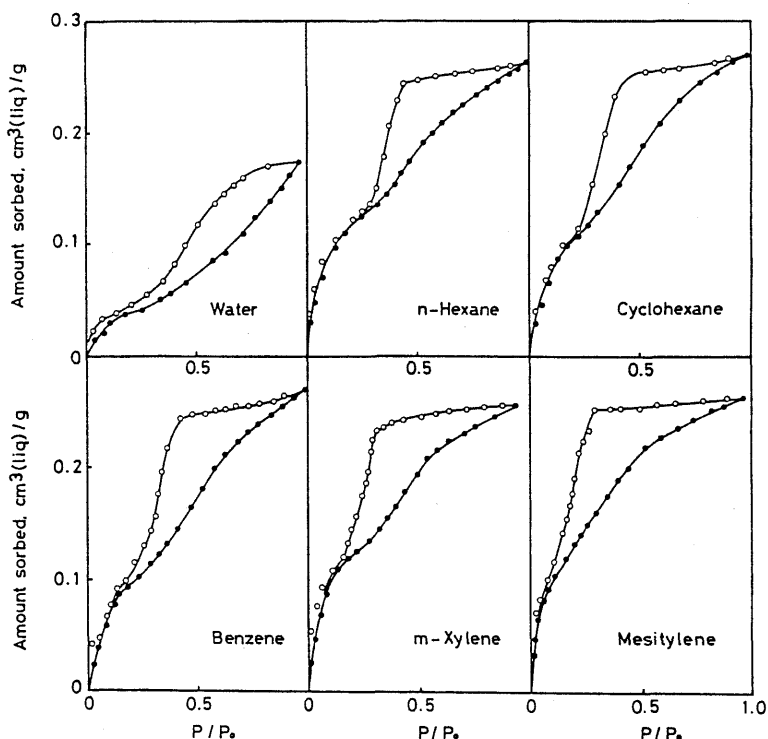 0.3
0.2
0.1
0
Amount sorbed, cm³(liq)/g
Water
n-Hexane
Cyclohexane
0.5
0.5
0.5
0.2
0.1
0
Amount sorbed, cm³(liq)/g
Benzene
m-Xylene
Mesitylene
0
0.5
0
0.5
0
0.5
1.0
P/P₀
P/P₀
P/P₀